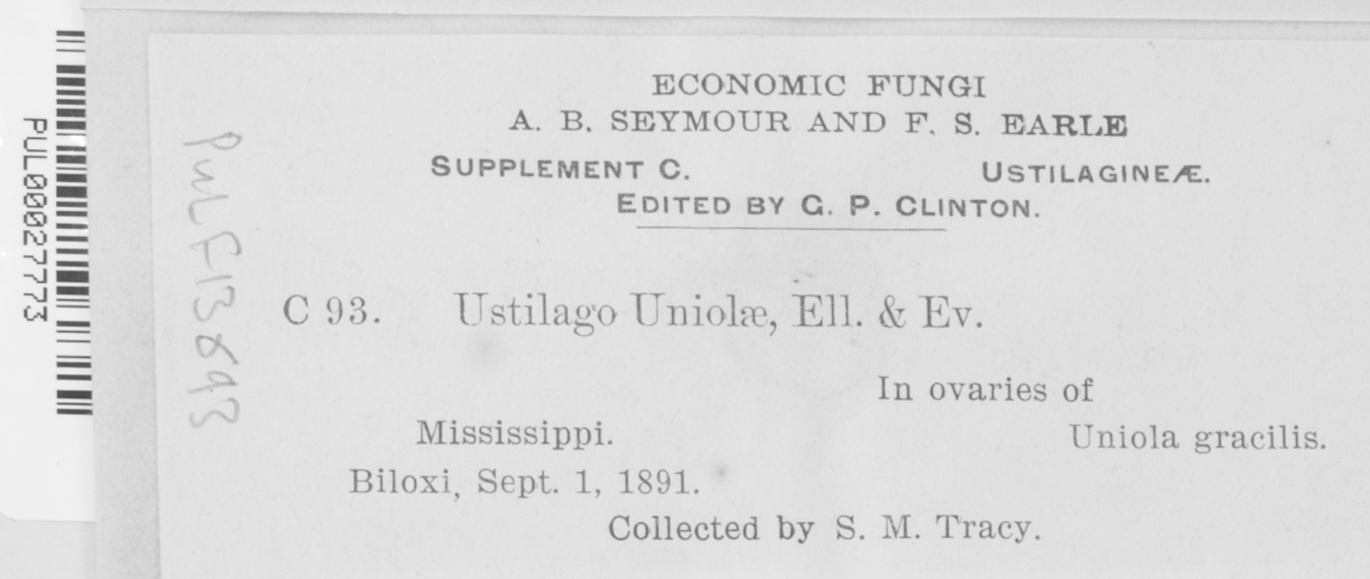 ECONOMIC FUNGI
A. B. SEYMOUR AND F. S. EARLE
SUPPLEMENT C. USTILAGINEÆ.
EDITED BY G. P. CLINTON.
C 93. Ustilago Uniolæ, Ell. & Ev.
In ovaries of
Mississippi. Uniola gracilis.
Biloxi, Sept. 1, 1891.
Collected by S. M. Tracy.
PUL F13893
PUL00027773